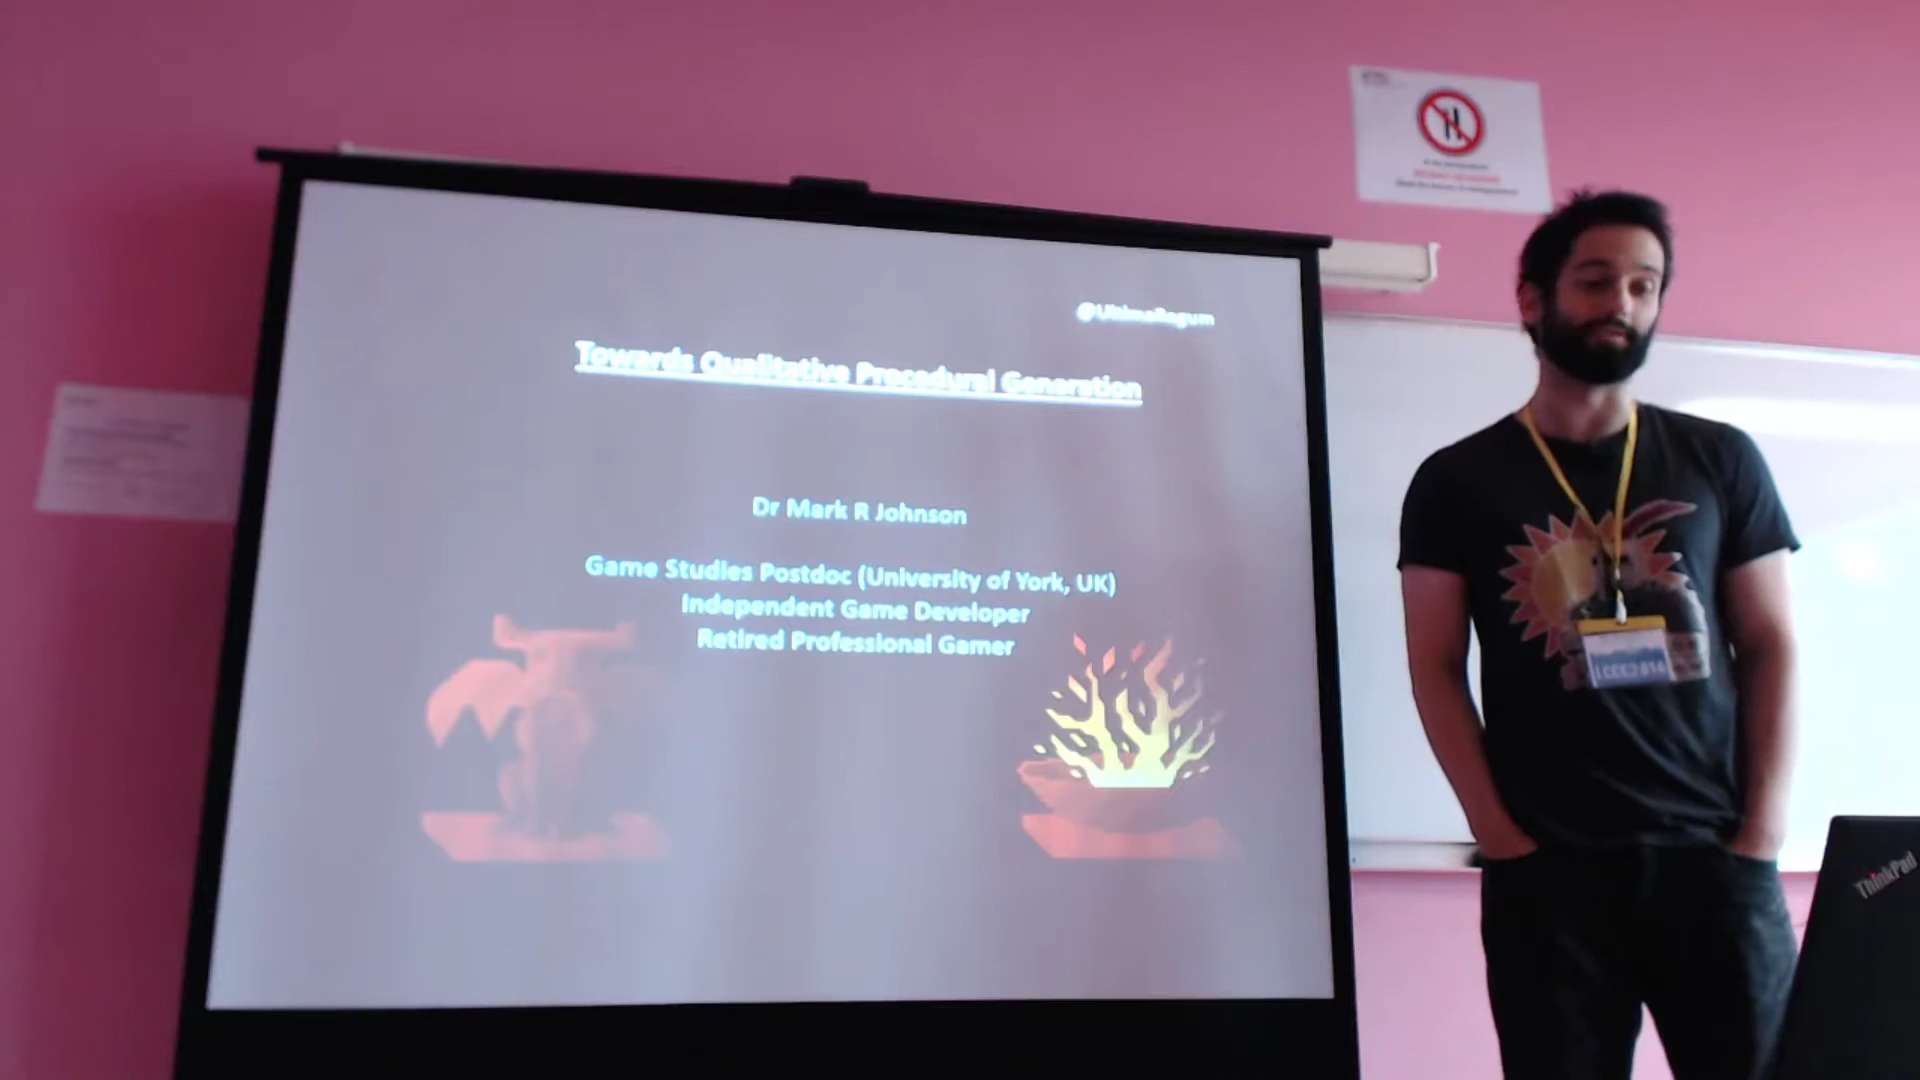 @UltimaRegum
Towards Qualitative Procedural Generation
Dr Mark R Johnson
Game Studies Postdoc (University of York, UK)
Independent Game Developer
Retired Professional Gamer
ThinkPad